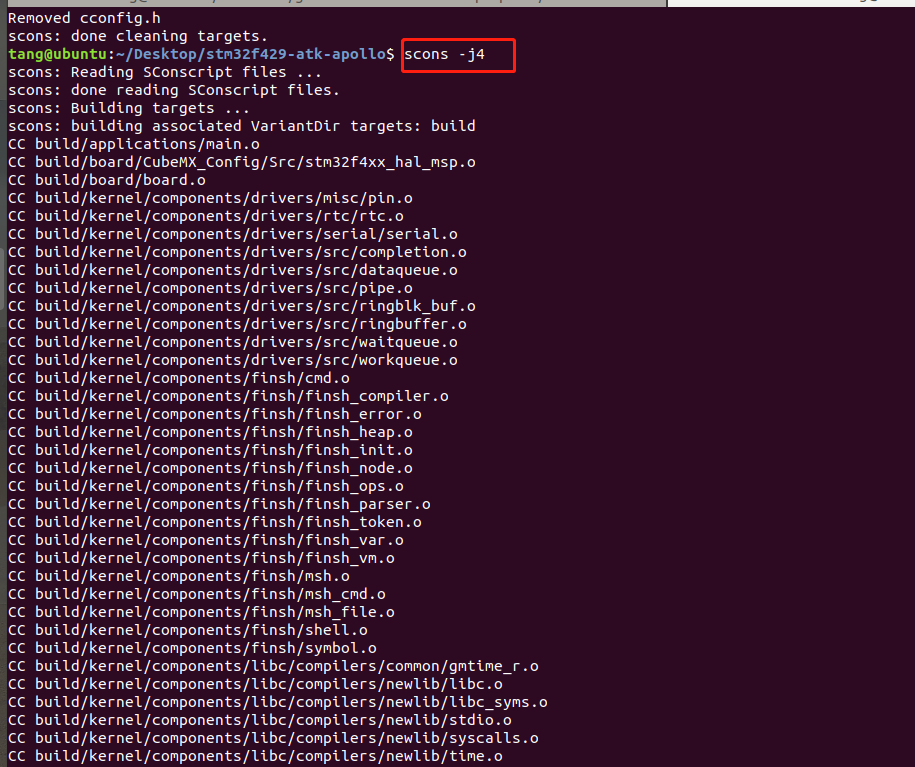 Removed cconfig.h
scons: done cleaning targets.
tang@ubuntu:~/Desktop/stm32f429-atk-apollo$ scons -j4
scons: Reading SConscript files ...
scons: done reading SConscript files.
scons: Building targets ...
scons: building associated VariantDir targets: build
CC build/applications/main.o
CC build/board/CubeMX_Config/Src/stm32f4xx_hal_msp.o
CC build/board/board.o
CC build/kernel/components/drivers/misc/pin.o
CC build/kernel/components/drivers/rtc/rtc.o
CC build/kernel/components/drivers/serial/serial.o
CC build/kernel/components/drivers/src/completion.o
CC build/kernel/components/drivers/src/dataqueue.o
CC build/kernel/components/drivers/src/pipe.o
CC build/kernel/components/drivers/src/ringblk_buf.o
CC build/kernel/components/drivers/src/ringbuffer.o
CC build/kernel/components/drivers/src/waitqueue.o
CC build/kernel/components/drivers/src/workqueue.o
CC build/kernel/components/finsh/cmd.o
CC build/kernel/components/finsh/finsh_compiler.o
CC build/kernel/components/finsh/finsh_error.o
CC build/kernel/components/finsh/finsh_heap.o
CC build/kernel/components/finsh/finsh_init.o
CC build/kernel/components/finsh/finsh_node.o
CC build/kernel/components/finsh/finsh_ops.o
CC build/kernel/components/finsh/finsh_parser.o
CC build/kernel/components/finsh/finsh_token.o
CC build/kernel/components/finsh/finsh_var.o
CC build/kernel/components/finsh/finsh_vm.o
CC build/kernel/components/finsh/msh.o
CC build/kernel/components/finsh/msh_cmd.o
CC build/kernel/components/finsh/msh_file.o
CC build/kernel/components/finsh/shell.o
CC build/kernel/components/finsh/symbol.o
CC build/kernel/components/libc/compilers/common/gmtime_r.o
CC build/kernel/components/libc/compilers/newlib/libc.o
CC build/kernel/components/libc/compilers/newlib/libc_syms.o
CC build/kernel/components/libc/compilers/newlib/stdio.o
CC build/kernel/components/libc/compilers/newlib/syscalls.o
CC build/kernel/components/libc/compilers/newlib/time.o